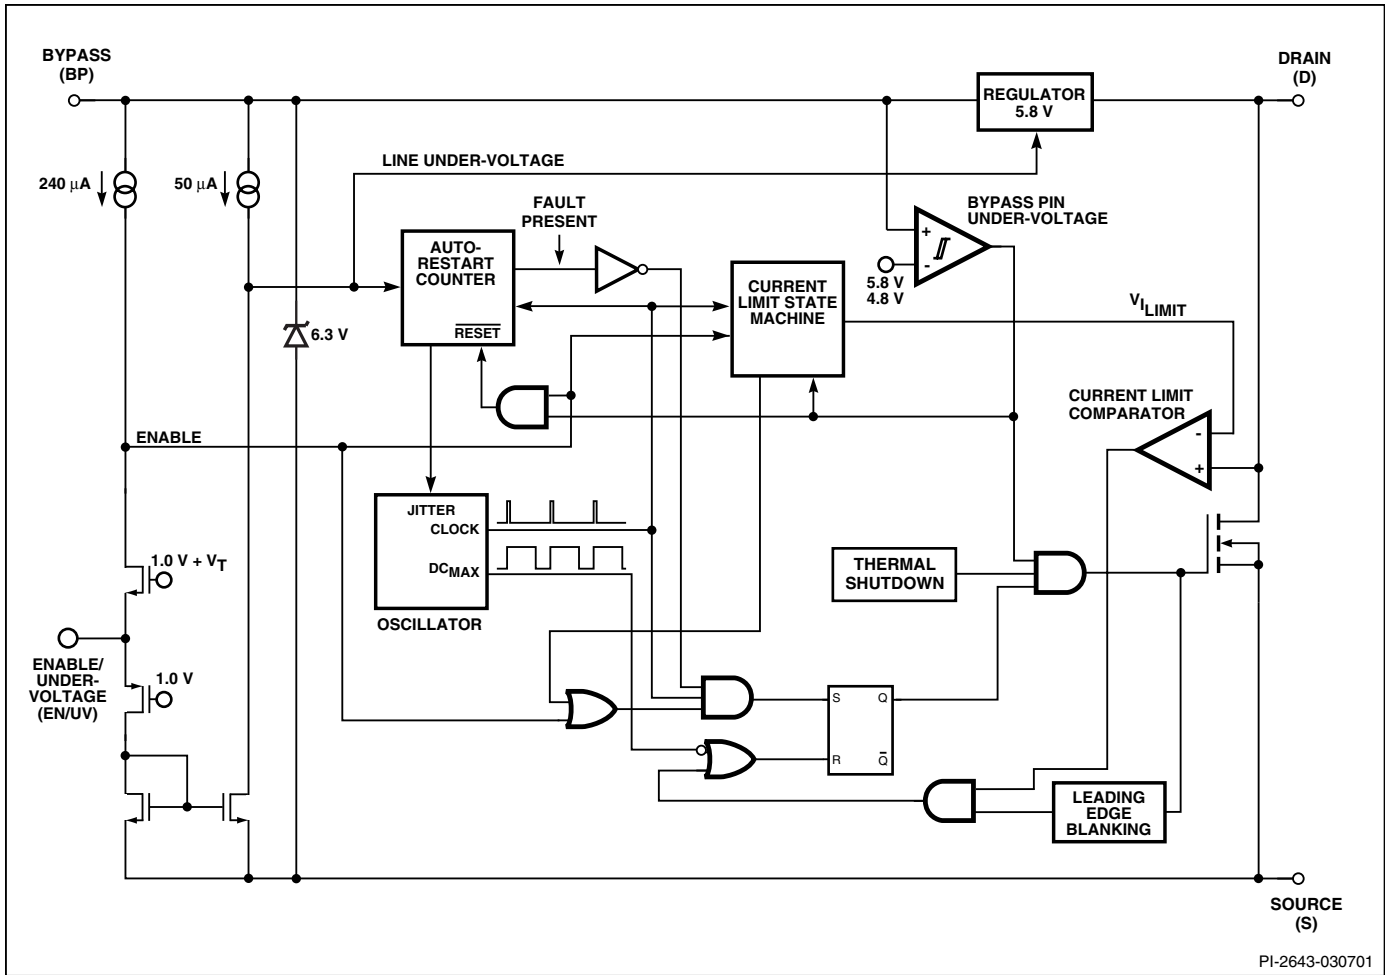 BYPASS
(BP)
DRAIN
(D)
REGULATOR
5.8 V
LINE UNDER-VOLTAGE
240 µA
50 µA
FAULT
PRESENT
BYPASS PIN
UNDER-VOLTAGE
AUTO-
RESTART
COUNTER
RESET
+
-
5.8 V
4.8 V
CURRENT
LIMIT STATE
MACHINE
VILIMIT
6.3 V
CURRENT LIMIT
COMPARATOR
-
+
ENABLE
JITTER
CLOCK
DCMAX
OSCILLATOR
1.0 V + VT
THERMAL
SHUTDOWN
ENABLE/
UNDER-
VOLTAGE
(EN/UV)
1.0 V
S Q
R Q
LEADING
EDGE
BLANKING
SOURCE
(S)
PI-2643-030701